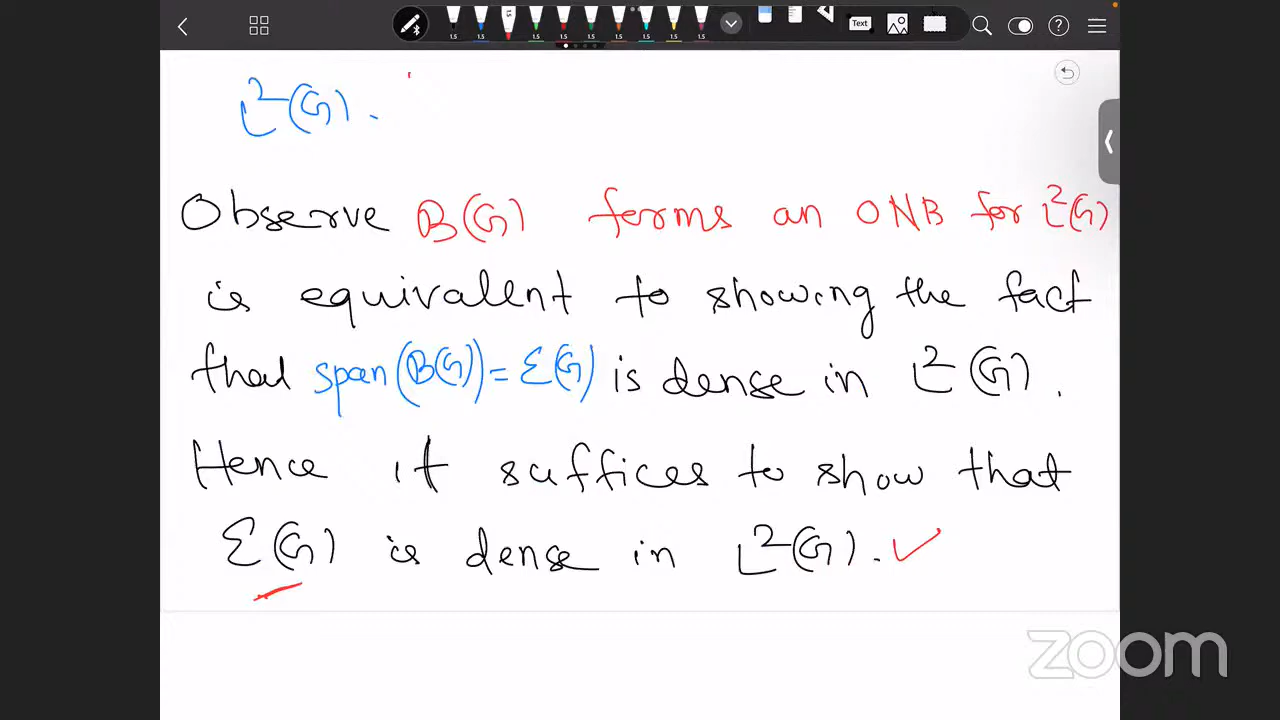 Text
L²(G).
Observe B(G) forms an ONB for L²(G)
is equivalent to showing the fact
that span(B(G)) = Ɛ(G) is dense in L²(G).
Hence it suffices to show that
Ɛ(G) is dense in L²(G). ✓
zoom